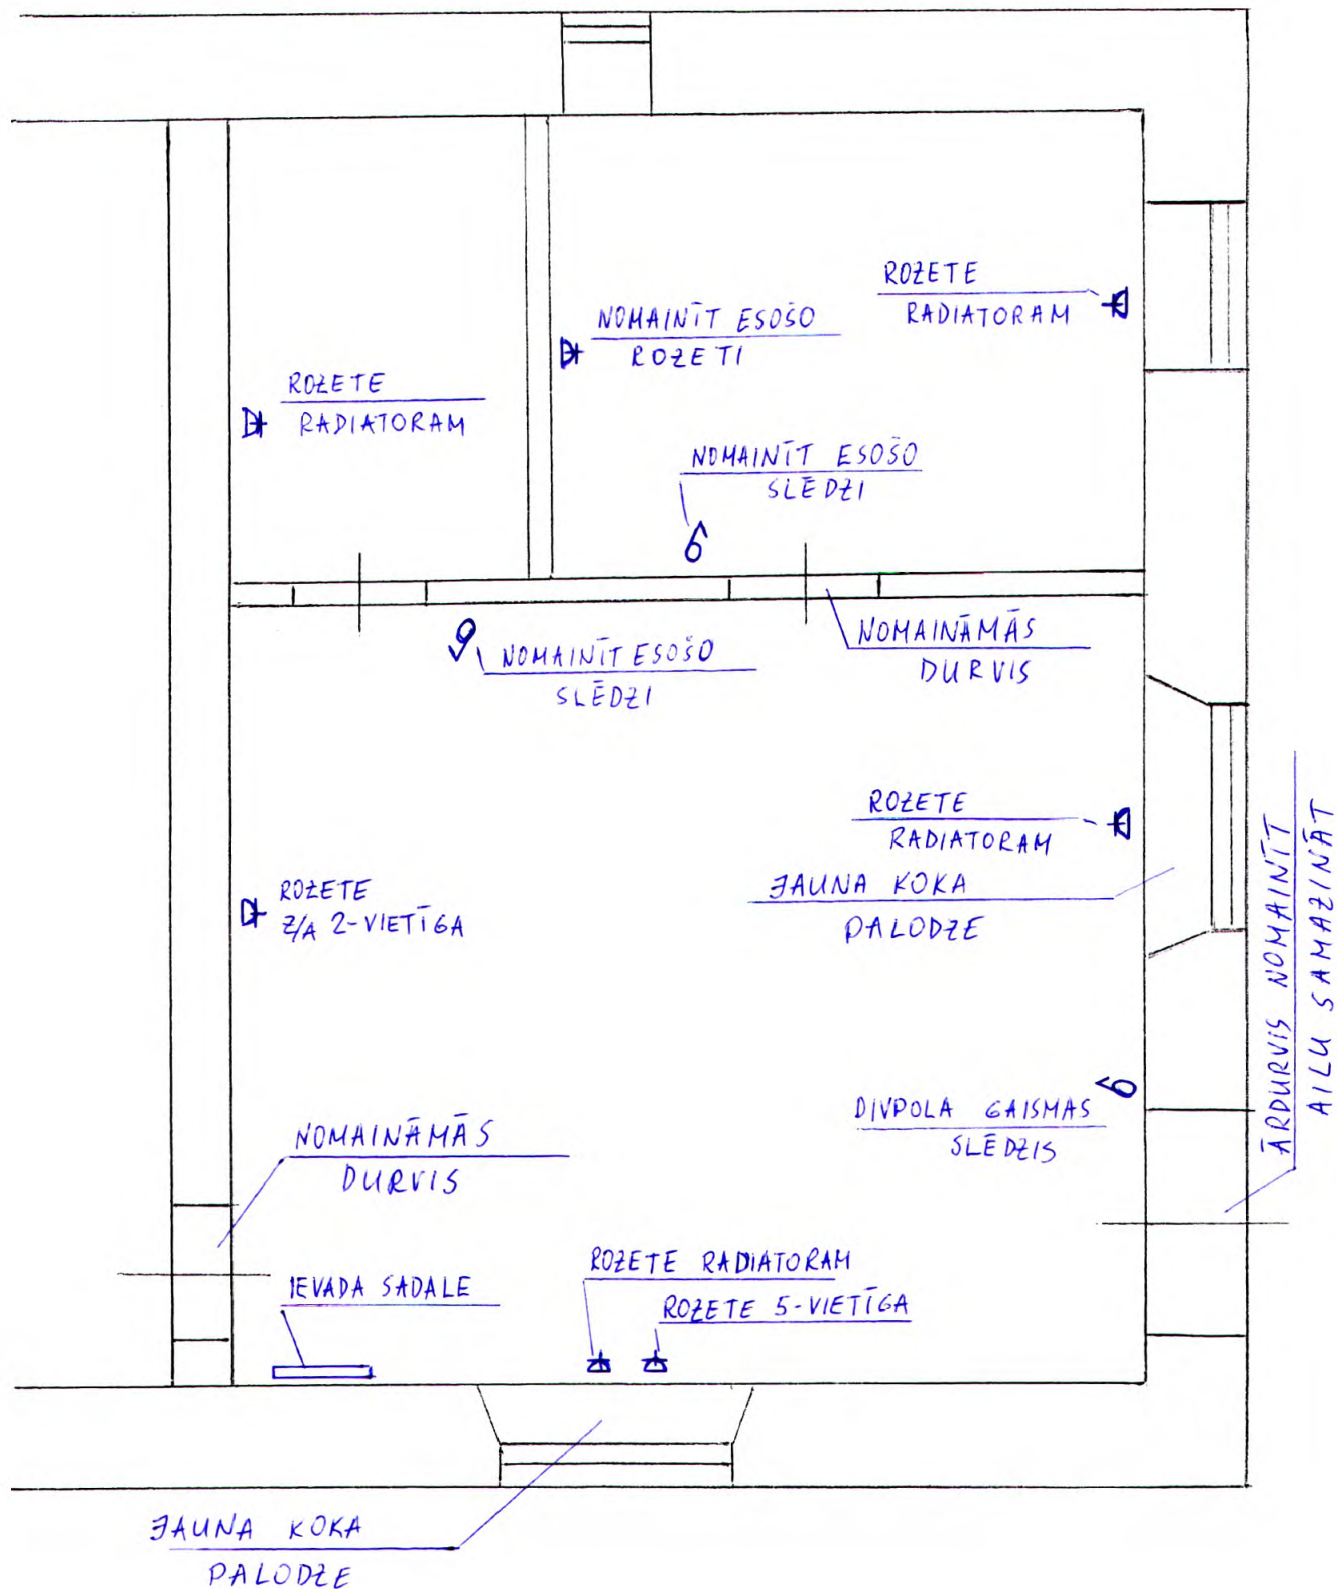 ROZETE
RADIATORAM
NOMAINĪT ESOŠO
ROZETI
ROZETE
RADIATORAM
NOMAINĪT ESOŠO
SLĒDZI
NOMAINĪT ESOŠO
SLĒDZI
NOMAINĀMĀS
DURVIS
ROZETE
RADIATORAM
JAUNA KOKA
PALODZE
ROZETE
Z/A 2-VIETĪGA
ĀRDURVIS NOMAINĪT
AILU SAMAZINĀT
DIVPOLA GAISMAS
SLĒDZIS
NOMAINĀMĀS
DURVIS
IEVADA SADALE
ROZETE RADIATORAM
ROZETE 5-VIETĪGA
JAUNA KOKA
PALODZE